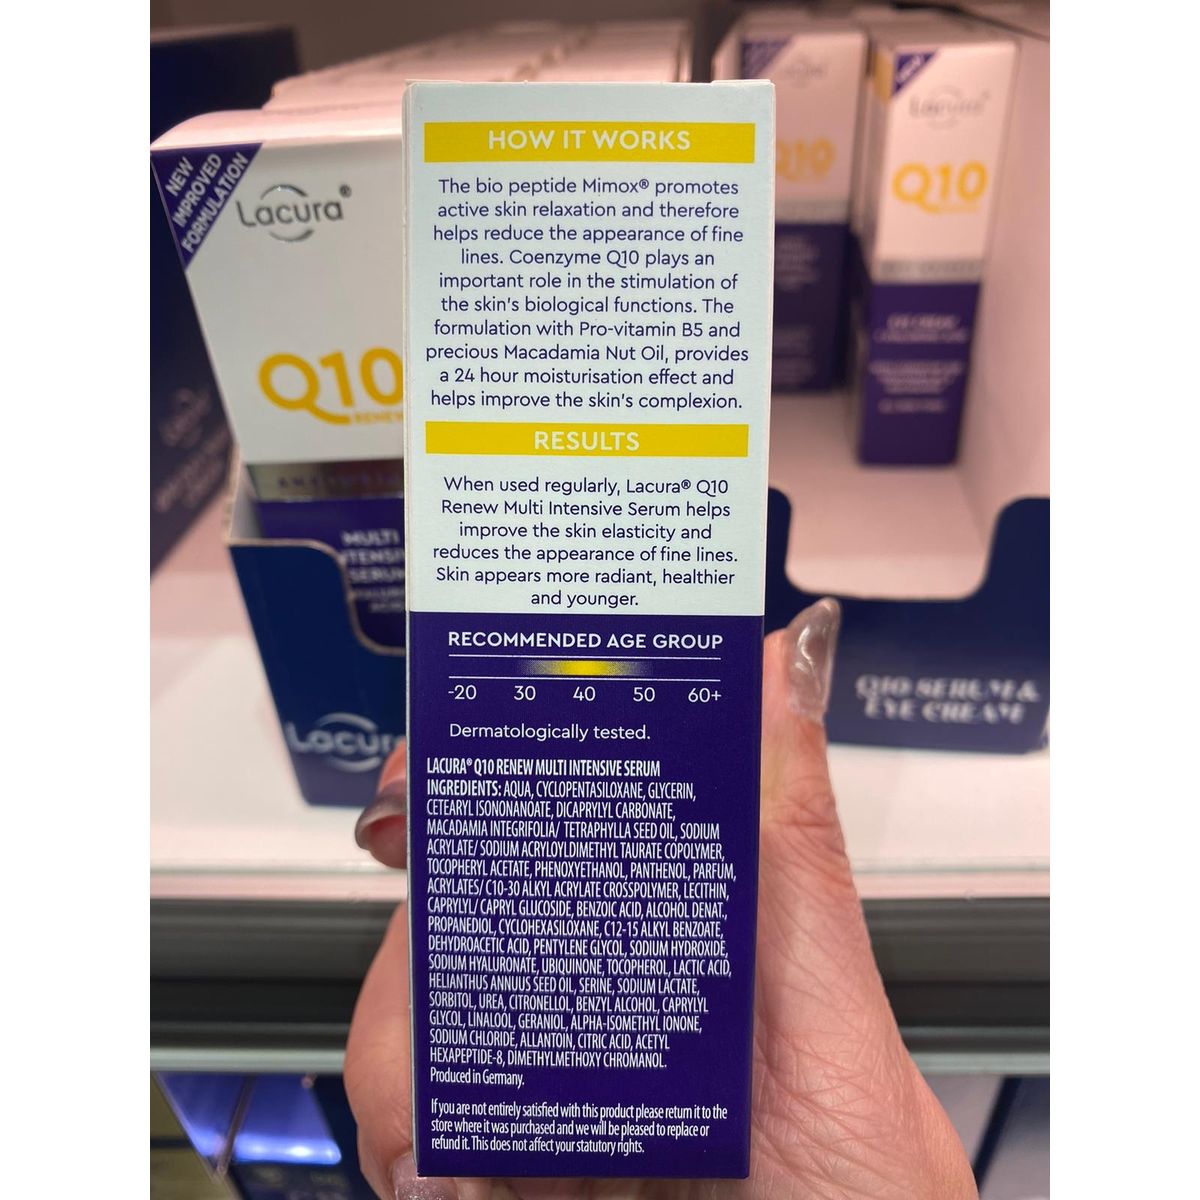 HOW IT WORKS
The bio peptide Mimox® promotes
active skin relaxation and therefore
helps reduce the appearance of fine
lines. Coenzyme Q10 plays an
important role in the stimulation of
the skin's biological functions. The
formulation with Pro-vitamin B5 and
precious Macadamia Nut Oil, provides
a 24 hour moisturisation effect and
helps improve the skin's complexion.
RESULTS
When used regularly, Lacura® Q10
Renew Multi Intensive Serum helps
improve the skin elasticity and
reduces the appearance of fine lines.
Skin appears more radiant, healthier
and younger.
RECOMMENDED AGE GROUP
-20 30 40 50 60+
Dermatologically tested.
LACURA® Q10 RENEW MULTI INTENSIVE SERUM
INGREDIENTS: AQUA, CYCLOPENTASILOXANE, GLYCERIN,
CETEARYL ISONONANOATE, DICAPRYLYL CARBONATE,
MACADAMIA INTEGRIFOLIA/ TETRAPHYLLA SEED OIL, SODIUM
ACRYLATE/ SODIUM ACRYLOYLDIMETHYL TAURATE COPOLYMER,
TOCOPHERYL ACETATE, PHENOXYETHANOL, PANTHENOL, PARFUM,
ACRYLATES/ C10-30 ALKYL ACRYLATE CROSSPOLYMER, LECITHIN,
CAPRYLYL/ CAPRYL GLUCOSIDE, BENZOIC ACID, ALCOHOL DENAT.,
PROPANEDIOL, CYCLOHEXASILOXANE, C12-15 ALKYL BENZOATE,
DEHYDROACETIC ACID, PENTYLENE GLYCOL, SODIUM HYDROXIDE,
SODIUM HYALURONATE, UBIQUINONE, TOCOPHEROL, LACTIC ACID,
HELIANTHUS ANNUUS SEED OIL, SERINE, SODIUM LACTATE,
SORBITOL, UREA, CITRONELLOL, BENZYL ALCOHOL, CAPRYLYL
GLYCOL, LINALOOL, GERANIOL, ALPHA-ISOMETHYL IONONE,
SODIUM CHLORIDE, ALLANTOIN, CITRIC ACID, ACETYL
HEXAPEPTIDE-8, DIMETHYLMETHOXY CHROMANOL.
Produced in Germany.
If you are not entirely satisfied with this product please return it to the
store where it was purchased and we will be pleased to replace or
refund it. This does not affect your statutory rights.
NEW
IMPROVED
FORMULATION
Lacura®
Q10
RENEW
MULTI
SERUM
Lacura
Q10
Lacura
Q10
EYE CREAM
Q10 SERUM &
EYE CREAM